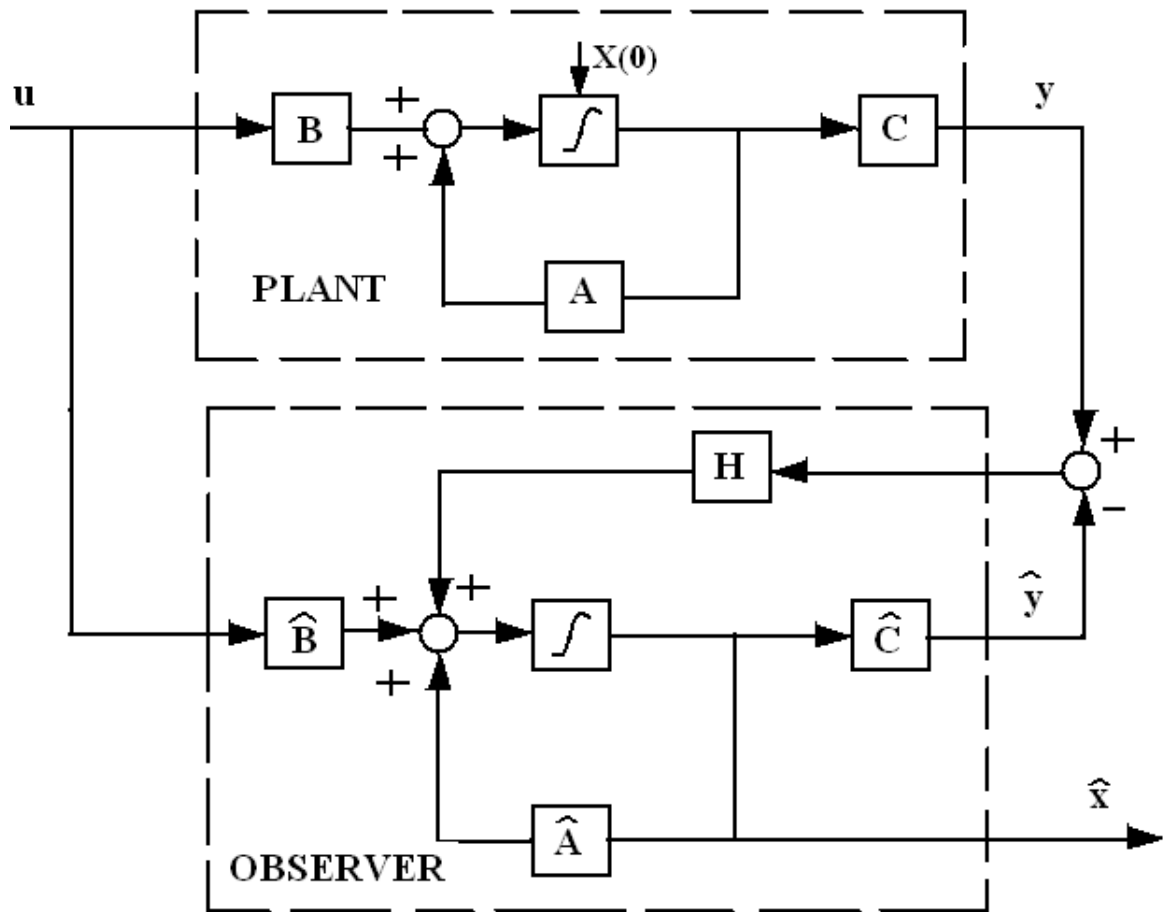 X(0)
u
y
+
B
C
+
PLANT
A
+
H
−
+
+
ŷ
B̂
Ĉ
+
x̂
Â
OBSERVER